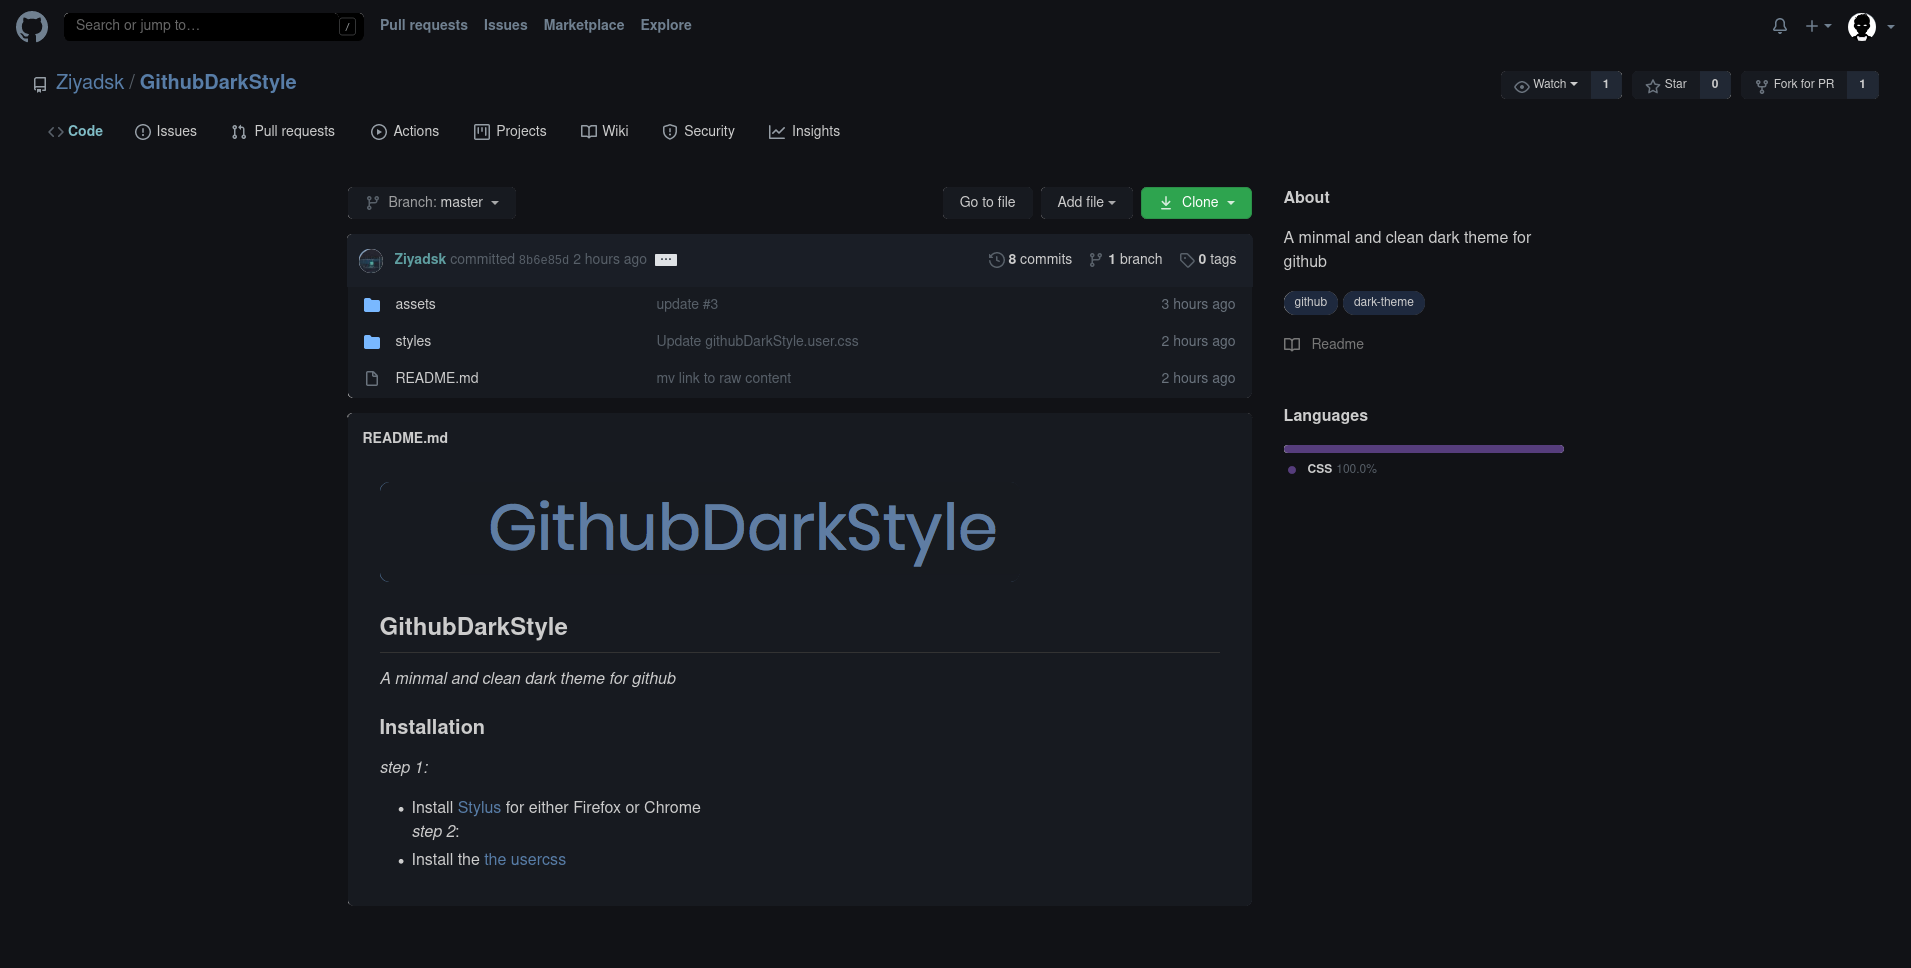 Search or jump to… /
Pull requests Issues Marketplace Explore
Ziyadsk / GithubDarkStyle
Watch 1 Star 0 Fork for PR 1
Code Issues Pull requests Actions Projects Wiki Security Insights
Branch: master Go to file Add file Clone
Ziyadsk committed 8b6e85d 2 hours ago ... 8 commits 1 branch 0 tags
assets update #3 3 hours ago
styles Update githubDarkStyle.user.css 2 hours ago
README.md mv link to raw content 2 hours ago
README.md
GithubDarkStyle
GithubDarkStyle
A minmal and clean dark theme for github
Installation
step 1:
• Install Stylus for either Firefox or Chrome
step 2:
• Install the the usercss
About
A minmal and clean dark theme for
github
github dark-theme
Readme
Languages
CSS 100.0%